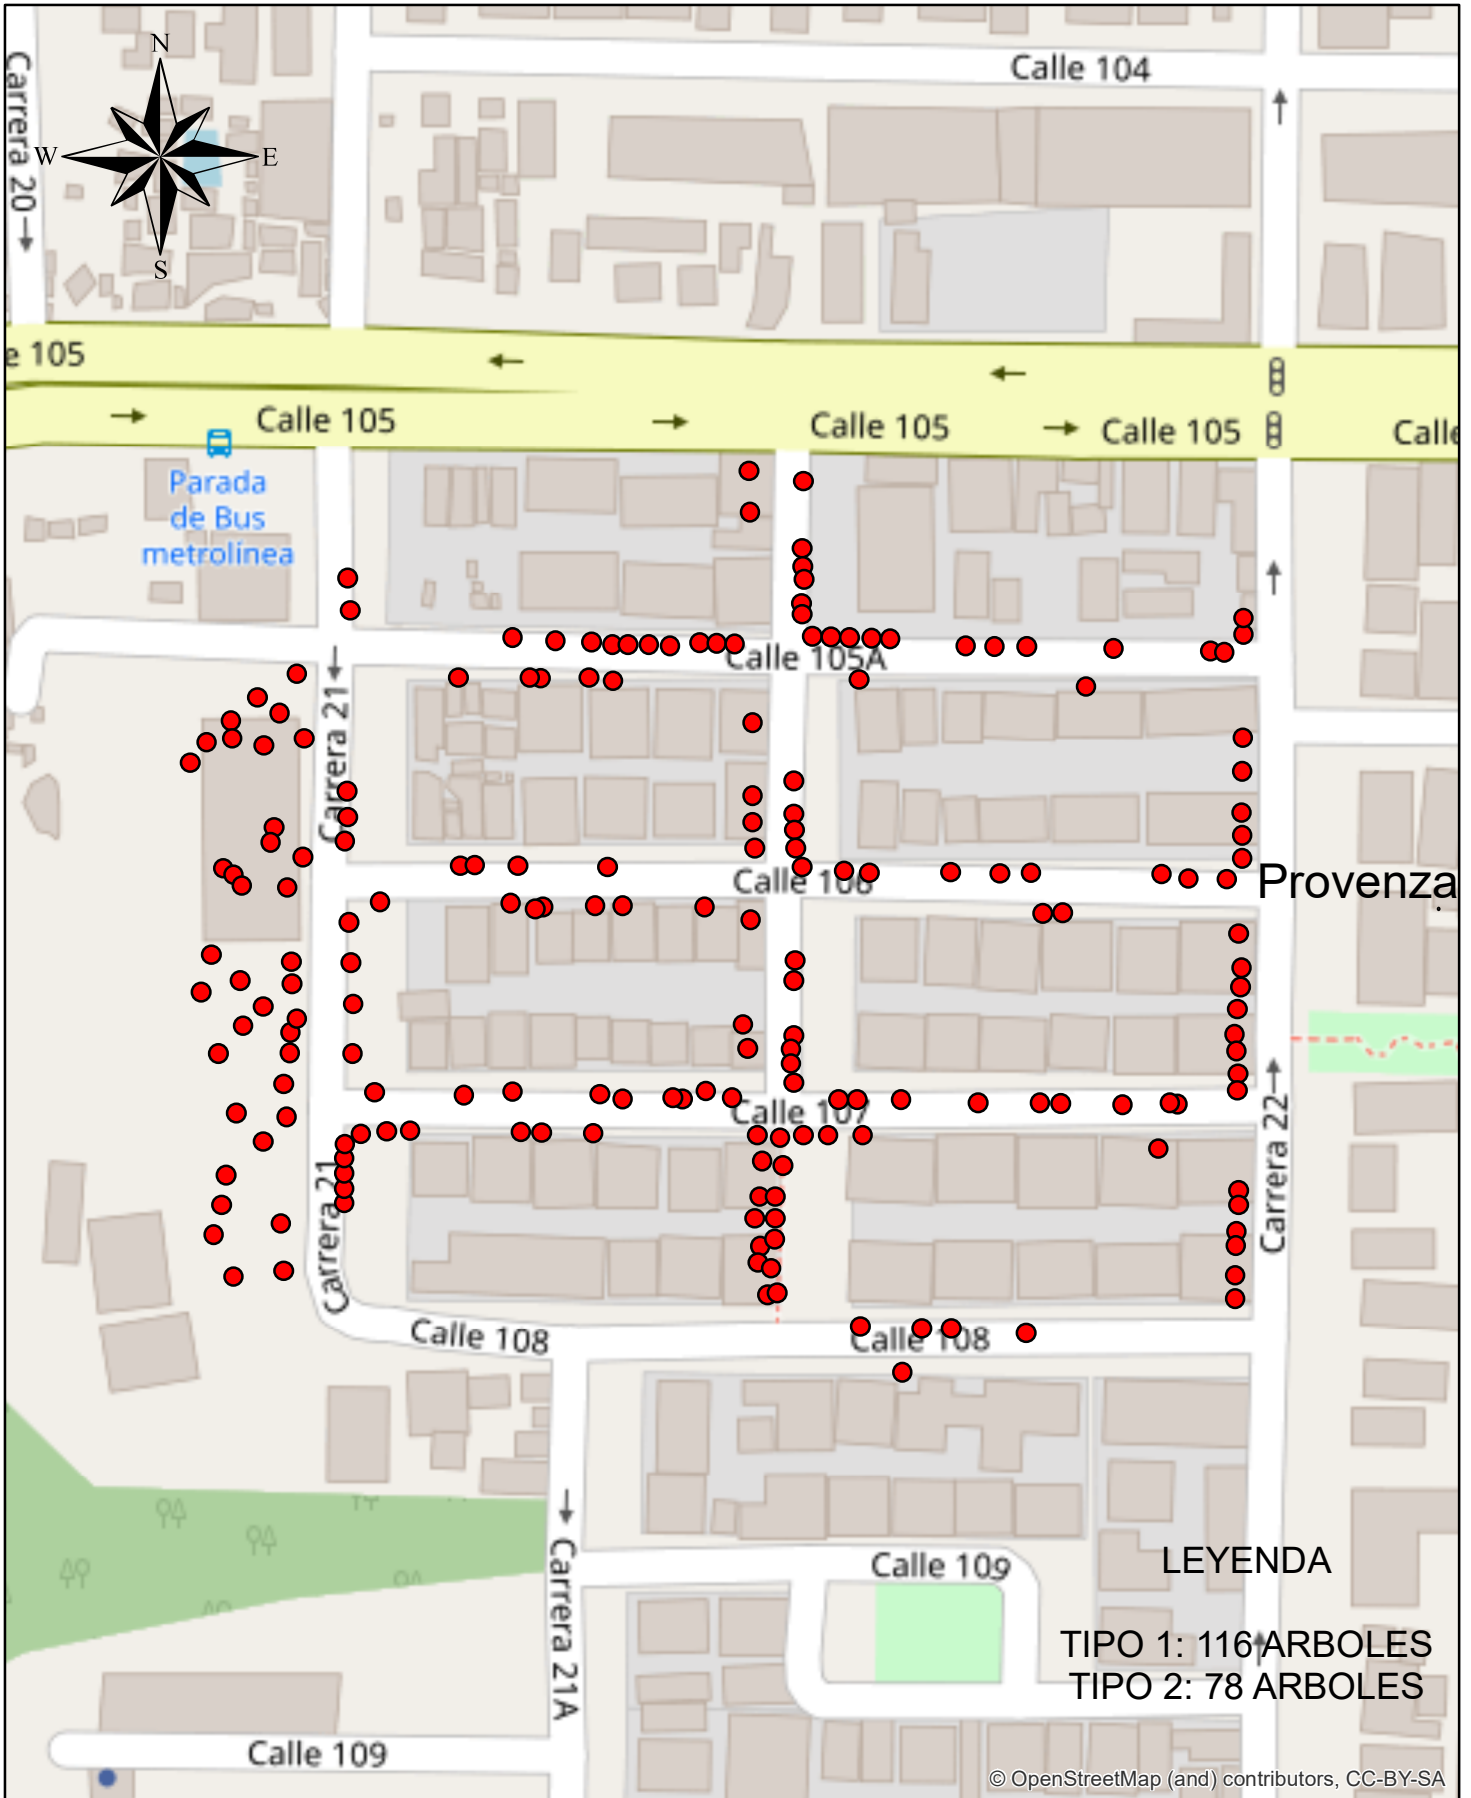 N
W
E
S
Carrera 20
Calle 104
e 105
Calle 105
Calle 105
Calle 105
Calle
Parada
de Bus
metrolínea
Calle 105A
Carrera 21
Calle 106
Provenza
Calle 107
Carrera 22
Carrera 21
Calle 108
Calle 108
Calle 109
Carrera 21A
LEYENDA
TIPO 1: 116 ARBOLES
TIPO 2: 78 ARBOLES
Calle 109
© OpenStreetMap (and) contributors, CC-BY-SA